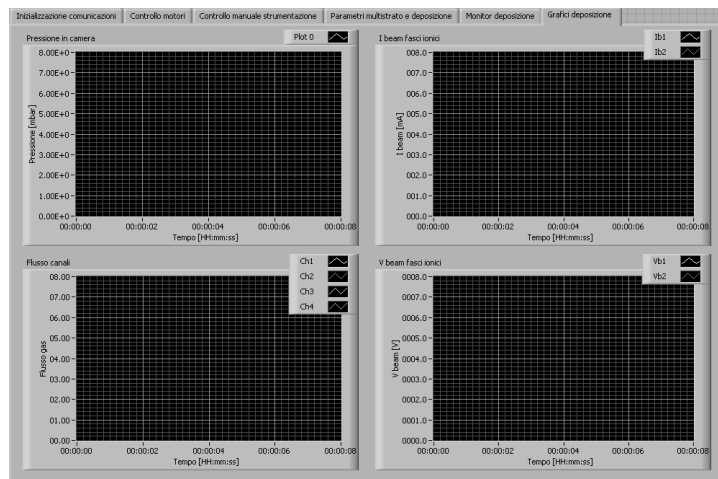 Inizializzazione comunicazioni Controllo motori Controllo manuale strumentazione Parametri multistrato e deposizione Monitor deposizione Grafici deposizione
Pressione in camera
Plot 0
8.00E+0
7.00E+0
6.00E+0
5.00E+0
4.00E+0
3.00E+0
2.00E+0
1.00E+0
0.00E+0
Pressione [mbar]
00:00:00 00:00:02 00:00:04 00:00:06 00:00:08
Tempo [HH:mm:ss]
I beam fasci ionici
Ib1
Ib2
008.0
007.0
006.0
005.0
004.0
003.0
002.0
001.0
000.0
I beam [mA]
00:00:00 00:00:02 00:00:04 00:00:06 00:00:08
Tempo [HH:mm:ss]
Flusso canali
Ch1
Ch2
Ch3
Ch4
08.00
07.00
06.00
05.00
04.00
03.00
02.00
01.00
00.00
Flusso gas
00:00:00 00:00:02 00:00:04 00:00:06 00:00:08
Tempo [HH:mm:ss]
V beam fasci ionici
Vb1
Vb2
0008.0
0007.0
0006.0
0005.0
0004.0
0003.0
0002.0
0001.0
0000.0
V beam [V]
00:00:00 00:00:02 00:00:04 00:00:06 00:00:08
Tempo [HH:mm:ss]